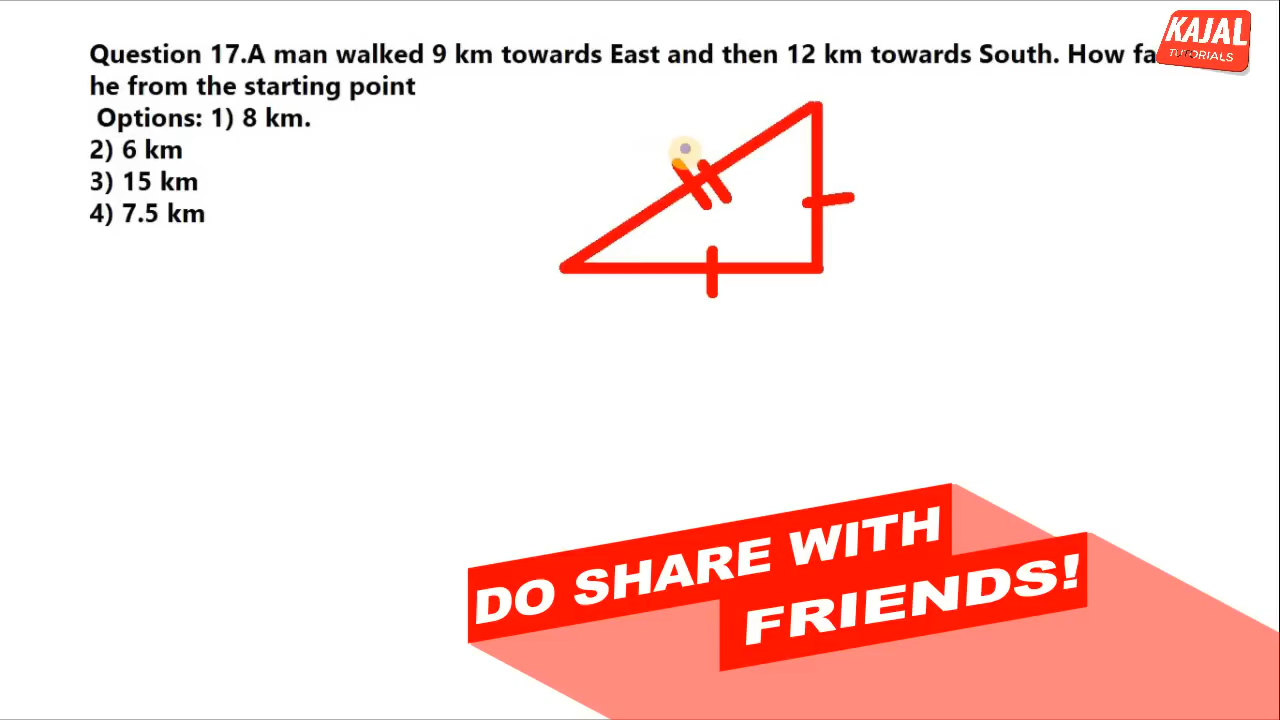 Question 17.A man walked 9 km towards East and then 12 km towards South. How fa
he from the starting point
Options: 1) 8 km.
2) 6 km
3) 15 km
4) 7.5 km
KAJAL
TUTORIALS
DO SHARE WITH
FRIENDS!